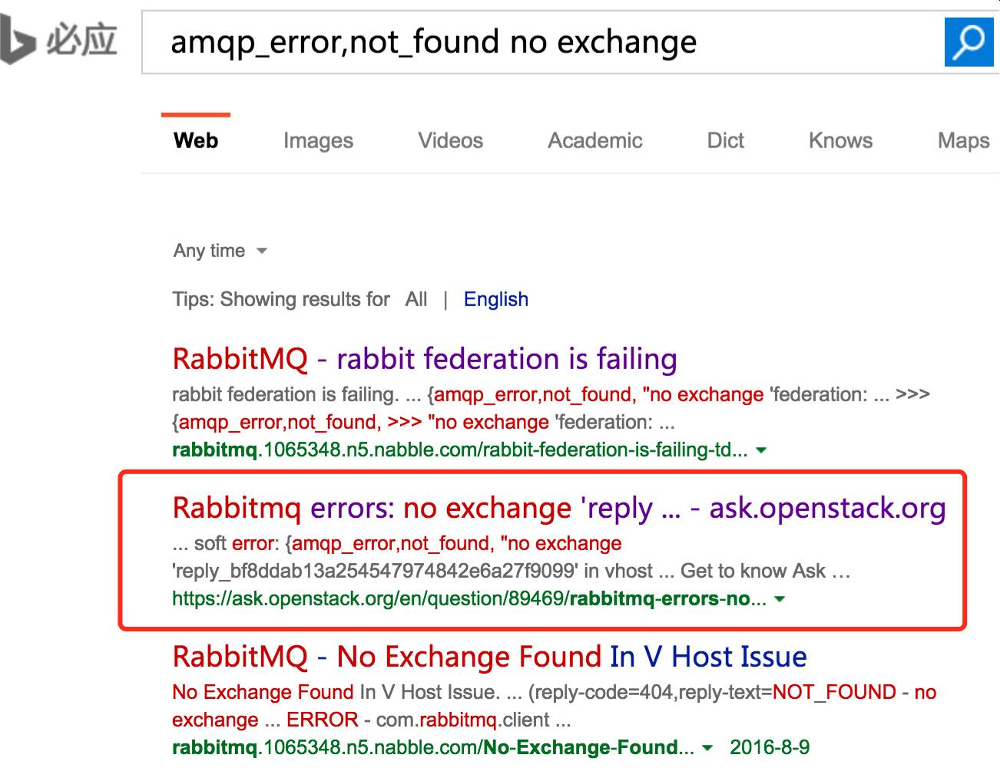 必应
amqp_error,not_found no exchange
Web Images Videos Academic Dict Knows Maps
Any time
Tips: Showing results for All | English
RabbitMQ - rabbit federation is failing
rabbit federation is failing. ... {amqp_error,not_found, "no exchange 'federation: ... >>>
{amqp_error,not_found, >>> "no exchange 'federation: ...
rabbitmq.1065348.n5.nabble.com/rabbit-federation-is-failing-td...
Rabbitmq errors: no exchange 'reply ... - ask.openstack.org
... soft error: {amqp_error,not_found, "no exchange
'reply_bf8ddab13a254547974842e6a27f9099' in vhost ... Get to know Ask …
https://ask.openstack.org/en/question/89469/rabbitmq-errors-no...
RabbitMQ - No Exchange Found In V Host Issue
No Exchange Found In V Host Issue. ... (reply-code=404,reply-text=NOT_FOUND - no
exchange ... ERROR - com.rabbitmq.client ...
rabbitmq.1065348.n5.nabble.com/No-Exchange-Found... 2016-8-9